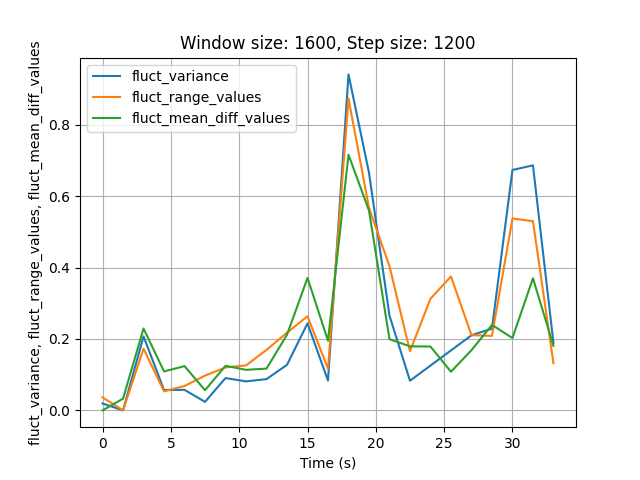 Window size: 1600, Step size: 1200
fluct_variance, fluct_range_values, fluct_mean_diff_values
fluct_variance
fluct_range_values
fluct_mean_diff_values
0.8
0.6
0.4
0.2
0.0
0 5 10 15 20 25 30
Time (s)